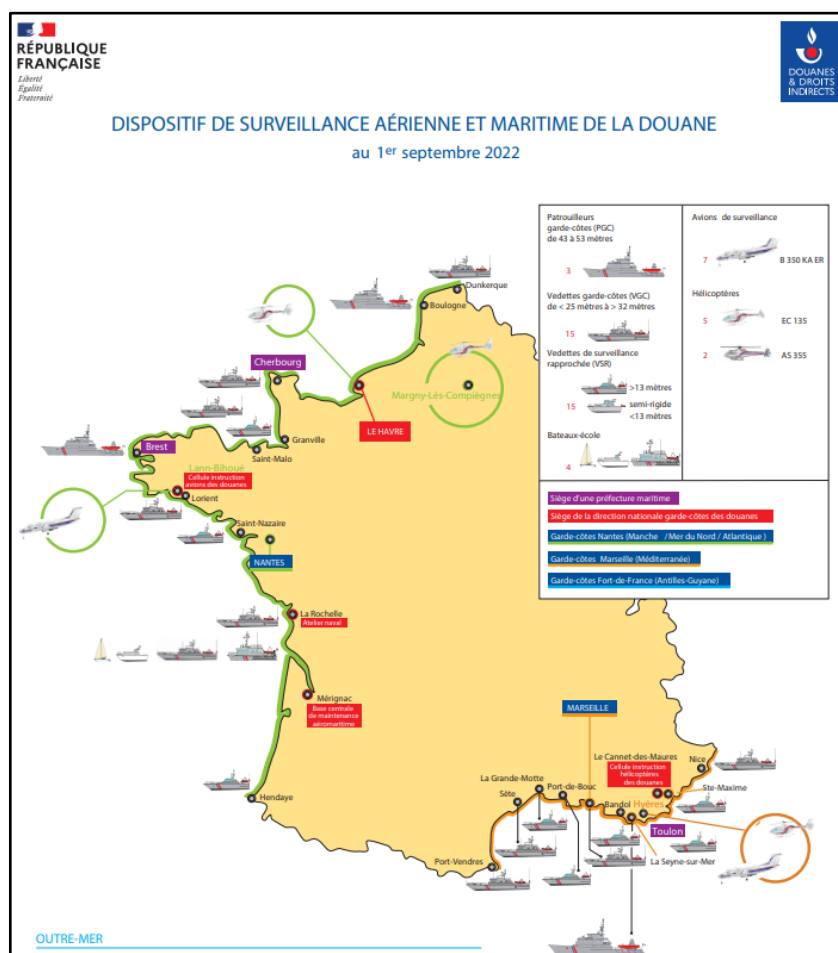 RÉPUBLIQUE
FRANÇAISE
Liberté
Égalité
Fraternité
DOUANES
& DROITS
INDIRECTS
DISPOSITIF DE SURVEILLANCE AÉRIENNE ET MARITIME DE LA DOUANE
au 1er septembre 2022
Patrouilleurs
garde-côtes (PGC)
de 43 à 53 mètres
3
Vedettes garde-côtes (VGC)
de < 25 mètres à > 32 mètres
15
Vedettes de surveillance
rapprochée (VSR)
>13 mètres
15
semi-rigide
<13 mètres
Bateaux-école
4
Avions de surveillance
7
B 350 KA ER
Hélicoptères
5
EC 135
2
AS 355
Siège d'une préfecture maritime
Siège de la direction nationale garde-côtes des douanes
Garde-côtes Nantes (Manche / Mer du Nord / Atlantique )
Garde-côtes Marseille (Méditerranée)
Garde-côtes Fort-de-France (Antilles-Guyane)
Dunkerque
Boulogne
Cherbourg
Margny-Lès-Compiègnes
LE HAVRE
Granville
Saint-Malo
Brest
Lann-Bihoué
Cellule instruction
avions des douanes
Lorient
Saint-Nazaire
NANTES
La Rochelle
Atelier naval
Mérignac
Base centrale
de maintenance
aéromaritime
Hendaye
MARSEILLE
Le Cannet-des-Maures
Cellule instruction
hélicoptères
des douanes
Nice
La Grande-Motte
Port-de-Bouc
Sète
Ste-Maxime
Bandol
Hyères
Toulon
La Seyne-sur-Mer
Port-Vendres
OUTRE-MER